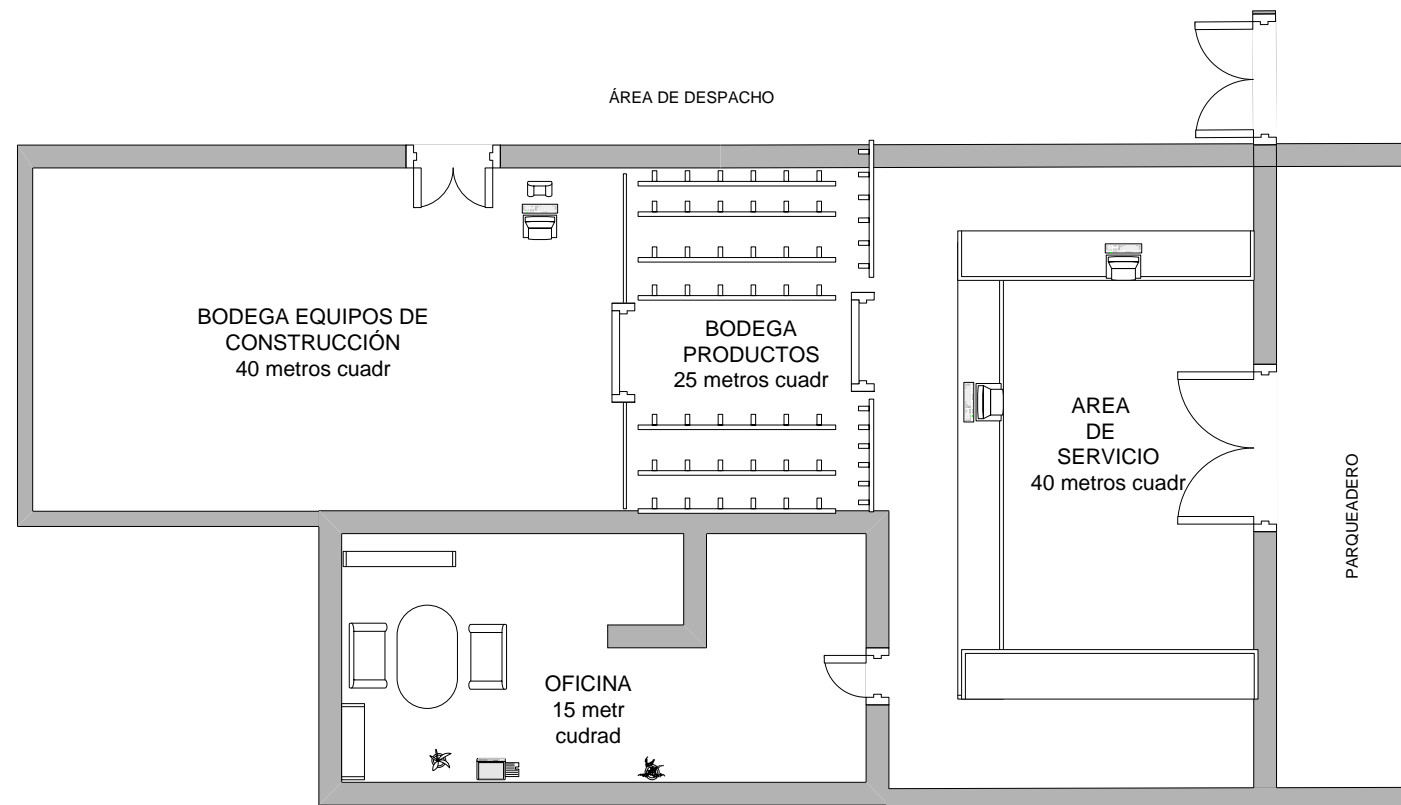 ÁREA DE DESPACHO
BODEGA EQUIPOS DE
CONSTRUCCIÓN
40 metros cuadr
BODEGA
PRODUCTOS
25 metros cuadr
AREA
DE
SERVICIO
40 metros cuadr
PARQUEADERO
OFICINA
15 metr
cudrad